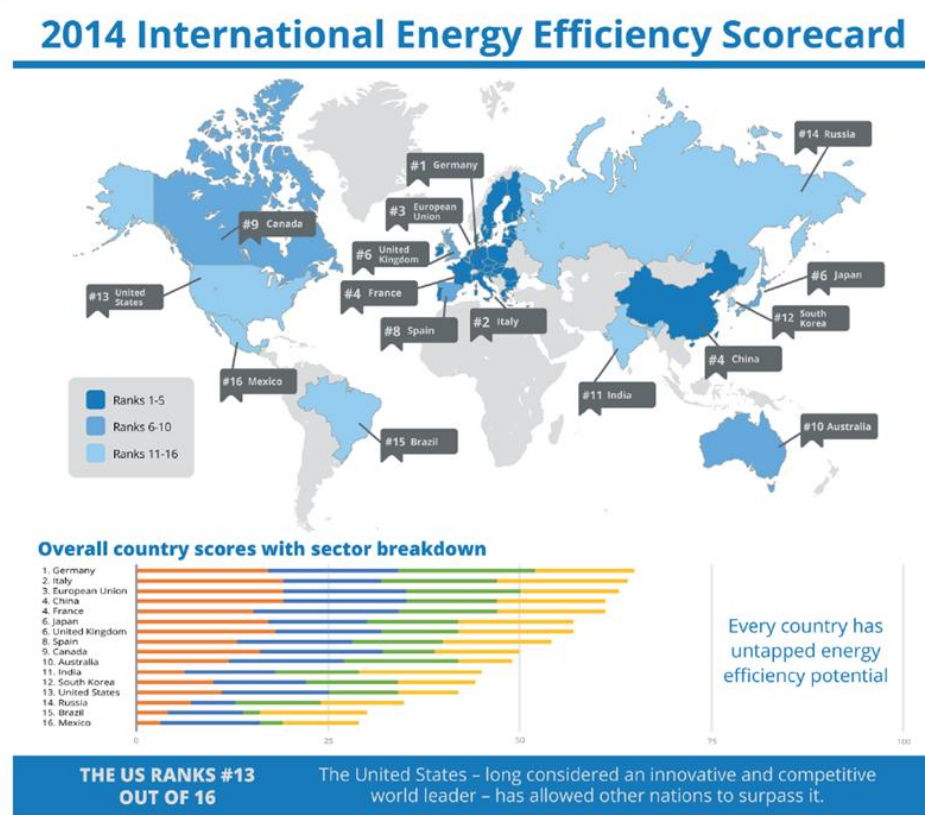 2014 International Energy Efficiency Scorecard
#14 Russia
#1 Germany
#3 European
Union
#9 Canada
#6 United
Kingdom
#6 Japan
#13 United
States
#4 France
#12 South
Korea
#8 Spain
#2 Italy
#4 China
#16 Mexico
#11 India
Ranks 1-5
Ranks 6-10
Ranks 11-16
#15 Brazil
#10 Australia
Overall country scores with sector breakdown
1. Germany
2. Italy
3. European Union
4. China
4. France
6. Japan
6. United Kingdom
8. Spain
9. Canada
10. Australia
11. India
12. South Korea
13. United States
14. Russia
15. Brazil
16. Mexico
0 25 50 75 100
Every country has
untapped energy
efficiency potential
THE US RANKS #13
OUT OF 16
The United States – long considered an innovative and competitive
world leader – has allowed other nations to surpass it.